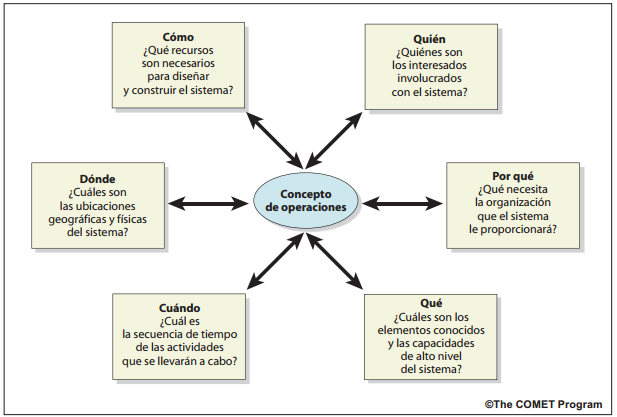 Cómo
¿Qué recursos
son necesarios
para diseñar
y construir el sistema?
Quién
¿Quiénes son
los interesados
involucrados
con el sistema?
Dónde
¿Cuáles son
las ubicaciones
geográficas y físicas
del sistema?
Concepto
de operaciones
Por qué
¿Qué necesita
la organización
que el sistema
le proporcionará?
Cuándo
¿Cuál es
la secuencia de tiempo
de las actividades
que se llevarán a cabo?
Qué
¿Cuáles son los
elementos conocidos
y las capacidades
de alto nivel
del sistema?
©The COMET Program